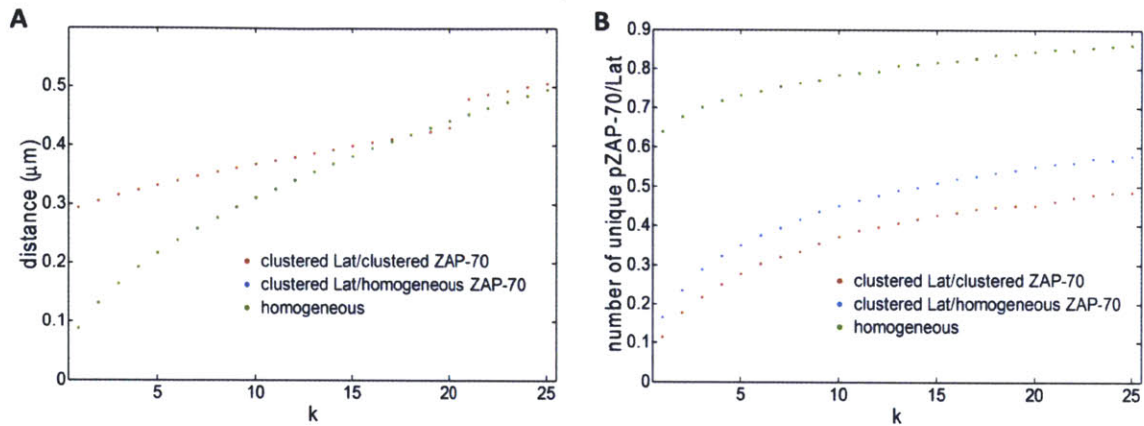 A
distance (μm)
0.5
0.4
0.3
0.2
0.1
0
5
10
15
20
25
k
clustered Lat/clustered ZAP-70
clustered Lat/homogeneous ZAP-70
homogeneous
B
number of unique pZAP-70/Lat
0.9
0.8
0.7
0.6
0.5
0.4
0.3
0.2
0.1
0
5
10
15
20
25
k
clustered Lat/clustered ZAP-70
clustered Lat/homogeneous ZAP-70
homogeneous